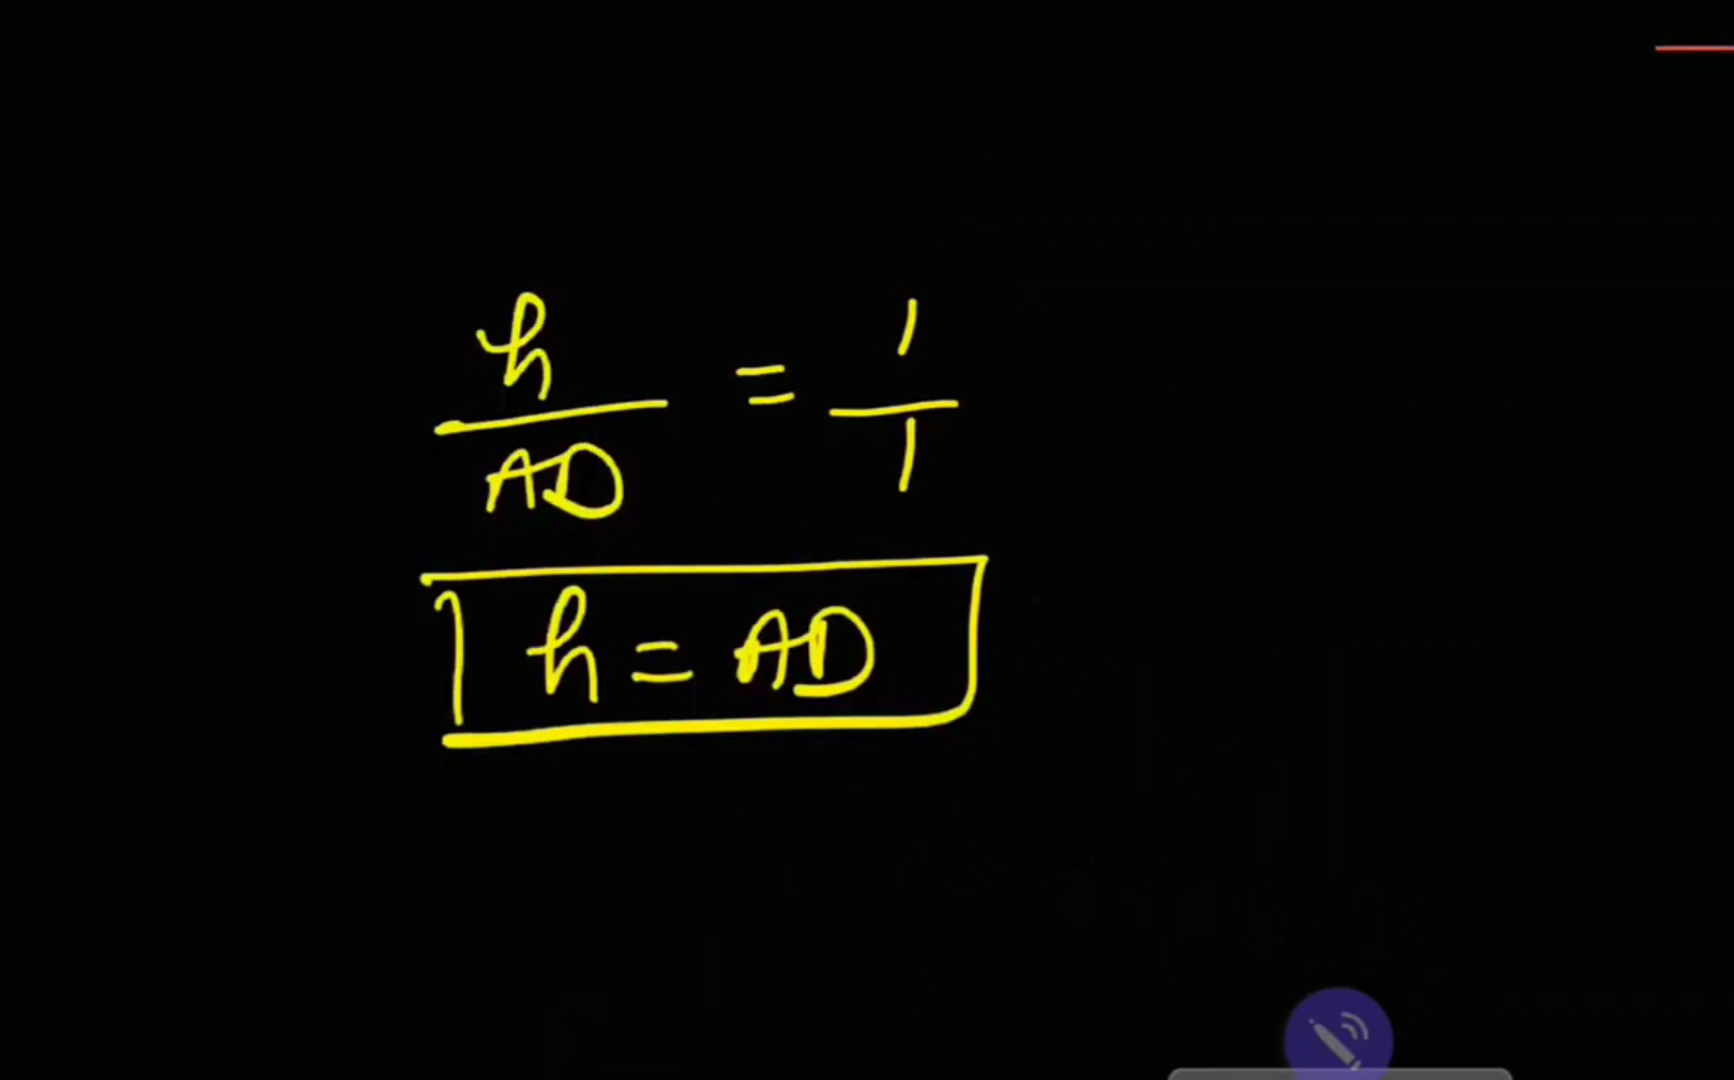 h/AD = 1/1
h = AD